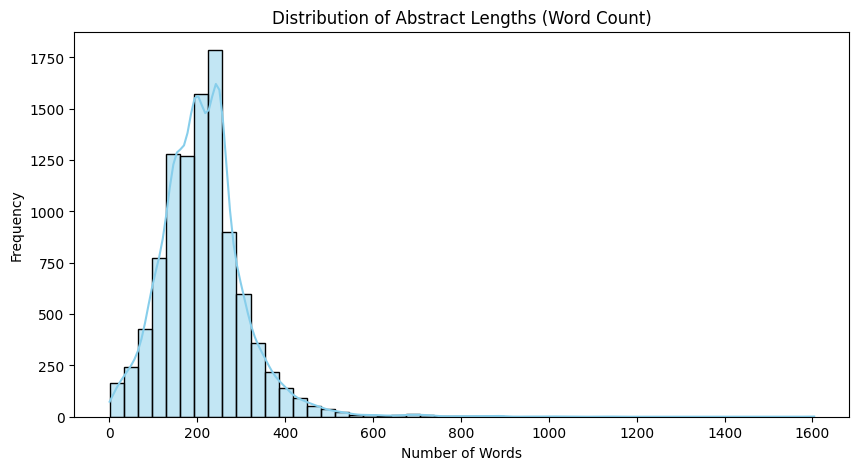 Distribution of Abstract Lengths (Word Count)
1750
1500
1250
1000
750
500
250
0
Frequency
0 200 400 600 800 1000 1200 1400 1600
Number of Words